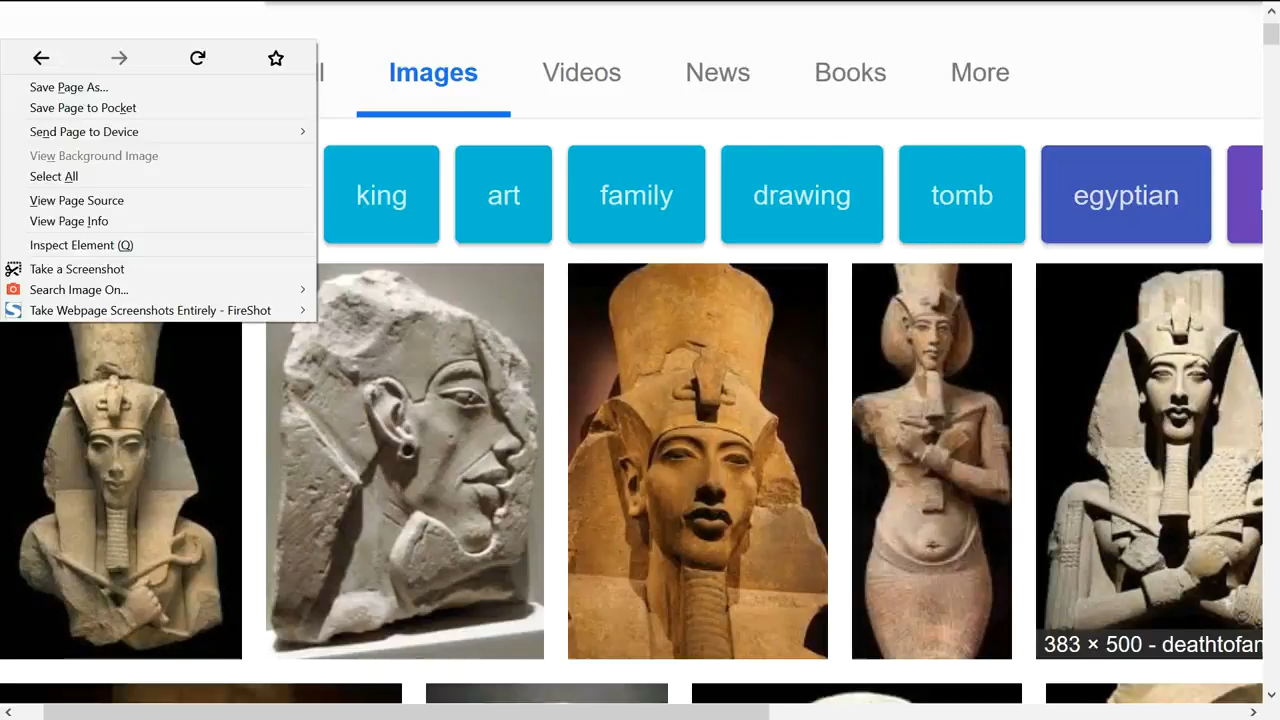 ll
Images
Videos
News
Books
More
Save Page As...
Save Page to Pocket
Send Page to Device
View Background Image
Select All
View Page Source
View Page Info
Inspect Element (Q)
Take a Screenshot
Search Image On...
Take Webpage Screenshots Entirely - FireShot
king
art
family
drawing
tomb
egyptian
383 × 500 - deathtofan